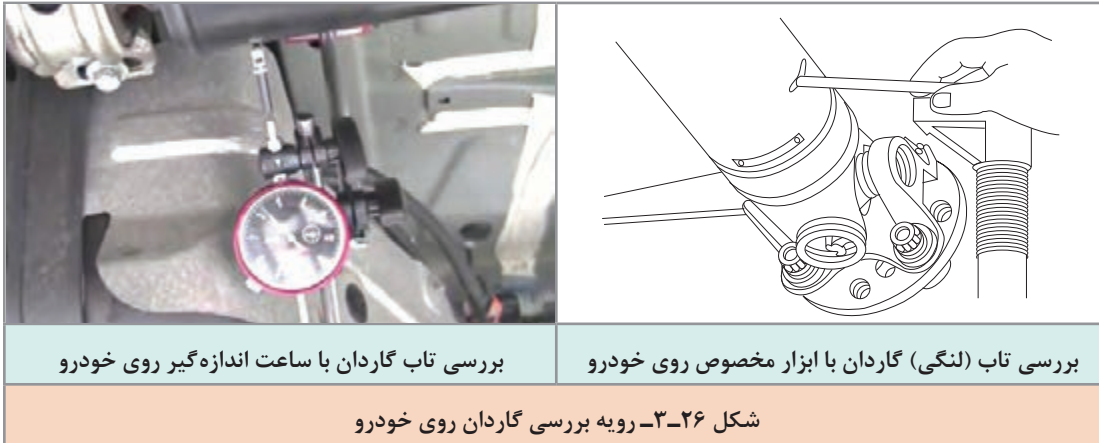 بررسی تاب (لنگی) گاردان با ابزار مخصوص روی خودرو
بررسی تاب گاردان با ساعت اندازه‌گیر روی خودرو
شکل ۲۶ـ۳ـ رویه بررسی گاردان روی خودرو